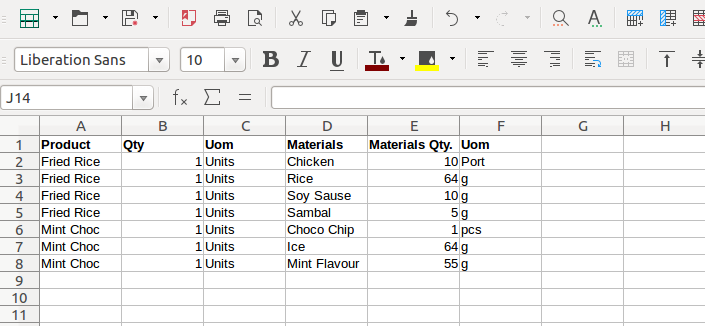 Liberation Sans 10 B I U T
J14 fx Σ =
A B C D E F G H
1 Product Qty Uom Materials Materials Qty. Uom
2 Fried Rice 1 Units Chicken 10 Port
3 Fried Rice 1 Units Rice 64 g
4 Fried Rice 1 Units Soy Sause 10 g
5 Fried Rice 1 Units Sambal 5 g
6 Mint Choc 1 Units Choco Chip 1 pcs
7 Mint Choc 1 Units Ice 64 g
8 Mint Choc 1 Units Mint Flavour 55 g
9
10
11